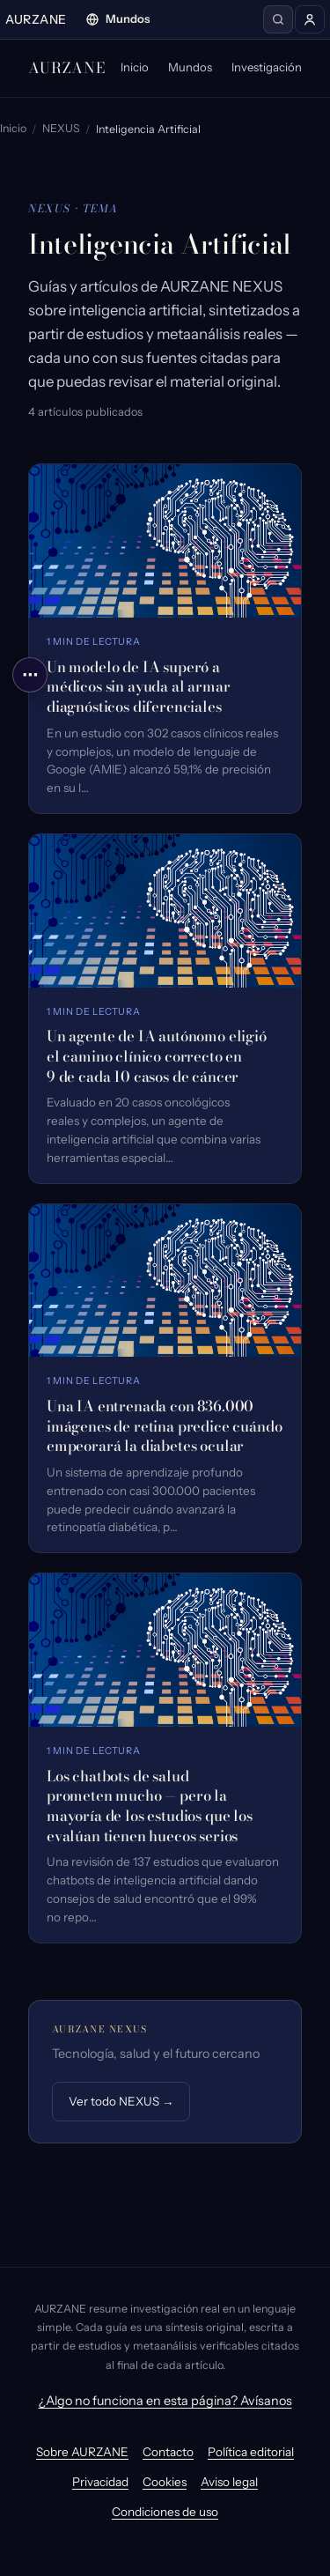 AURZANE Mundos
AURZANE Inicio Mundos Investigación
Inicio / NEXUS / Inteligencia Artificial
NEXUS · TEMA
Inteligencia Artificial
Guías y artículos de AURZANE NEXUS
sobre inteligencia artificial, sintetizados a
partir de estudios y metaanálisis reales —
cada uno con sus fuentes citadas para
que puedas revisar el material original.
4 artículos publicados
1 MIN DE LECTURA
Un modelo de IA superó a
médicos sin ayuda al armar
diagnósticos diferenciales
En un estudio con 302 casos clínicos reales
y complejos, un modelo de lenguaje de
Google (AMIE) alcanzó 59,1% de precisión
en su l...
1 MIN DE LECTURA
Un agente de IA autónomo eligió
el camino clínico correcto en
9 de cada 10 casos de cáncer
Evaluado en 20 casos oncológicos
reales y complejos, un agente de
inteligencia artificial que combina varias
herramientas especial...
1 MIN DE LECTURA
Una IA entrenada con 836.000
imágenes de retina predice cuándo
empeorará la diabetes ocular
Un sistema de aprendizaje profundo
entrenado con casi 300.000 pacientes
puede predecir cuándo avanzará la
retinopatía diabética, p...
1 MIN DE LECTURA
Los chatbots de salud
prometen mucho — pero la
mayoría de los estudios que los
evalúan tienen huecos serios
Una revisión de 137 estudios que evaluaron
chatbots de inteligencia artificial dando
consejos de salud encontró que el 99%
no repo...
AURZANE NEXUS
Tecnología, salud y el futuro cercano
Ver todo NEXUS →
AURZANE resume investigación real en un lenguaje
simple. Cada guía es una síntesis original, escrita a
partir de estudios y metaanálisis verificables citados
al final de cada artículo.
¿Algo no funciona en esta página? Avísanos
Sobre AURZANE Contacto Política editorial
Privacidad Cookies Aviso legal
Condiciones de uso